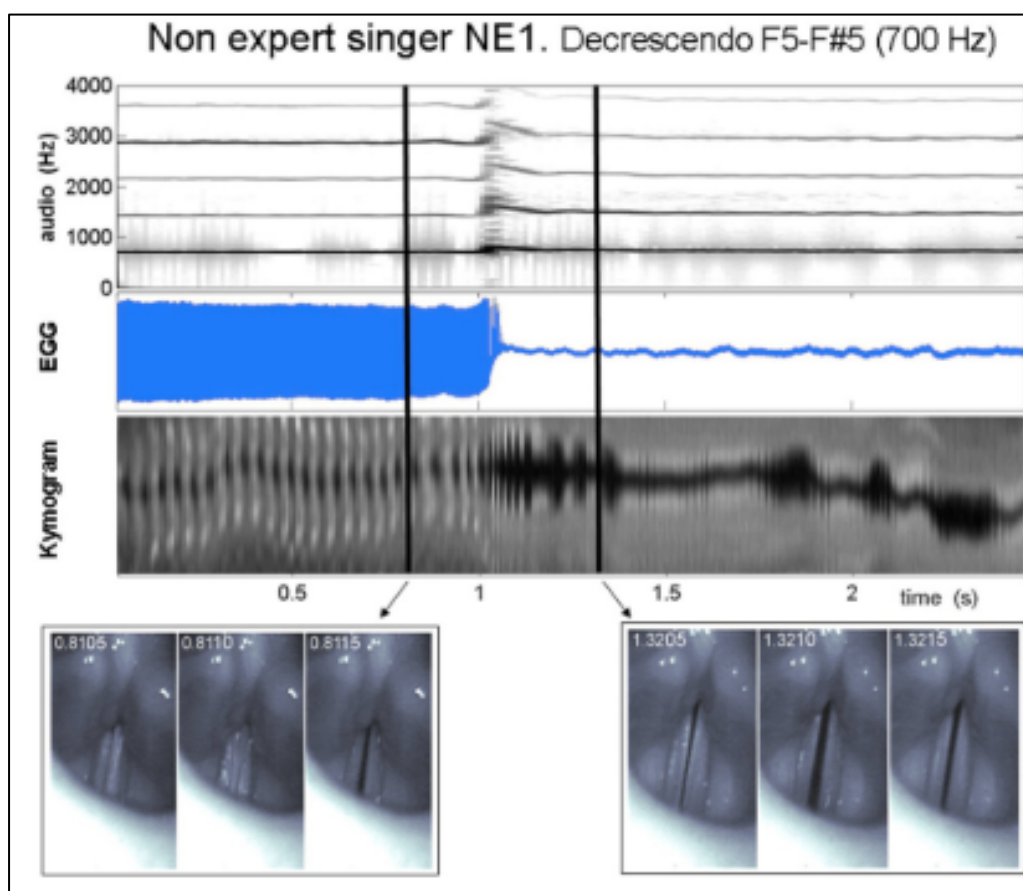 Non expert singer NE1. Decrescendo F5-F#5 (700 Hz)
4000
3000
2000
1000
0
audio (Hz)
EGG
Kymogram
0.5 1 1.5 2 time (s)
0.8105 0.8110 0.8115
1.3205 1.3210 1.3215